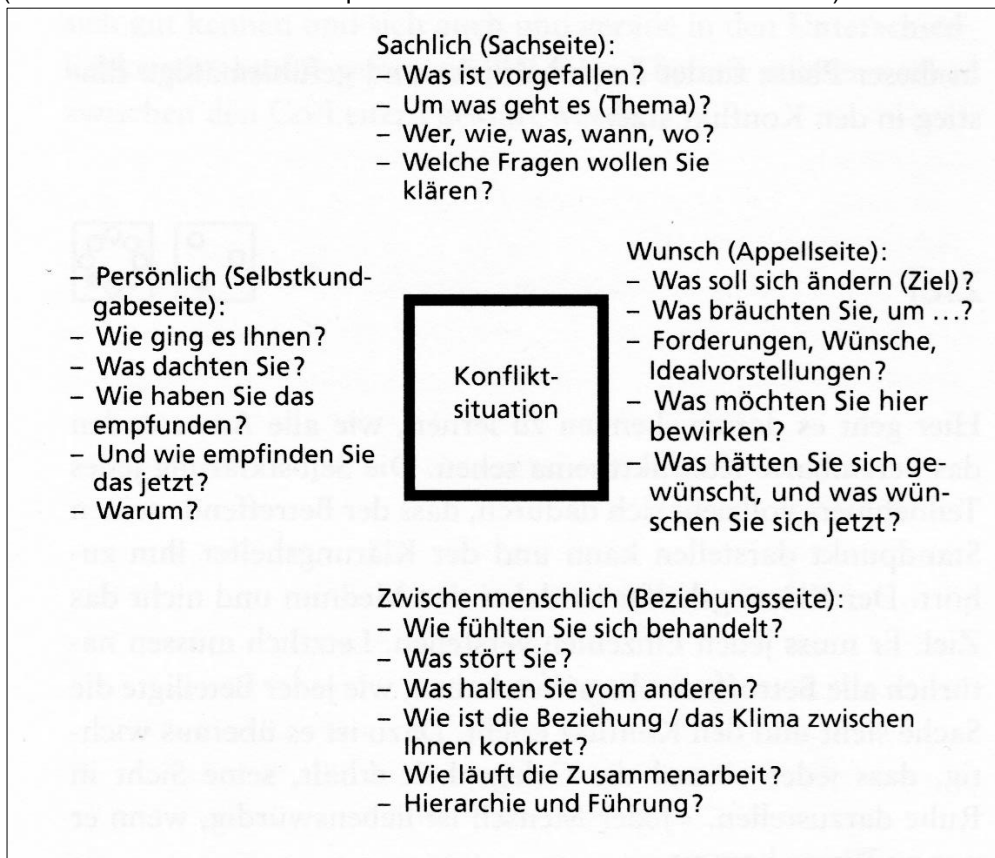 Sachlich (Sachseite):
– Was ist vorgefallen?
– Um was geht es (Thema)?
– Wer, wie, was, wann, wo?
– Welche Fragen wollen Sie
klären?
– Persönlich (Selbstkund-
gabeseite):
– Wie ging es Ihnen?
– Was dachten Sie?
– Wie haben Sie das
empfunden?
– Und wie empfinden Sie
das jetzt?
– Warum?
Konflikt-
situation
Wunsch (Appellseite):
– Was soll sich ändern (Ziel)?
– Was bräuchten Sie, um ...?
– Forderungen, Wünsche,
Idealvorstellungen?
– Was möchten Sie hier
bewirken?
Was hätten Sie sich ge-
wünscht, und was wün-
schen Sie sich jetzt?
Zwischenmenschlich (Beziehungsseite):
– Wie fühlten Sie sich behandelt?
– Was stört Sie?
– Was halten Sie vom anderen?
– Wie ist die Beziehung / das Klima zwischen
Ihnen konkret?
– Wie läuft die Zusammenarbeit?
– Hierarchie und Führung?